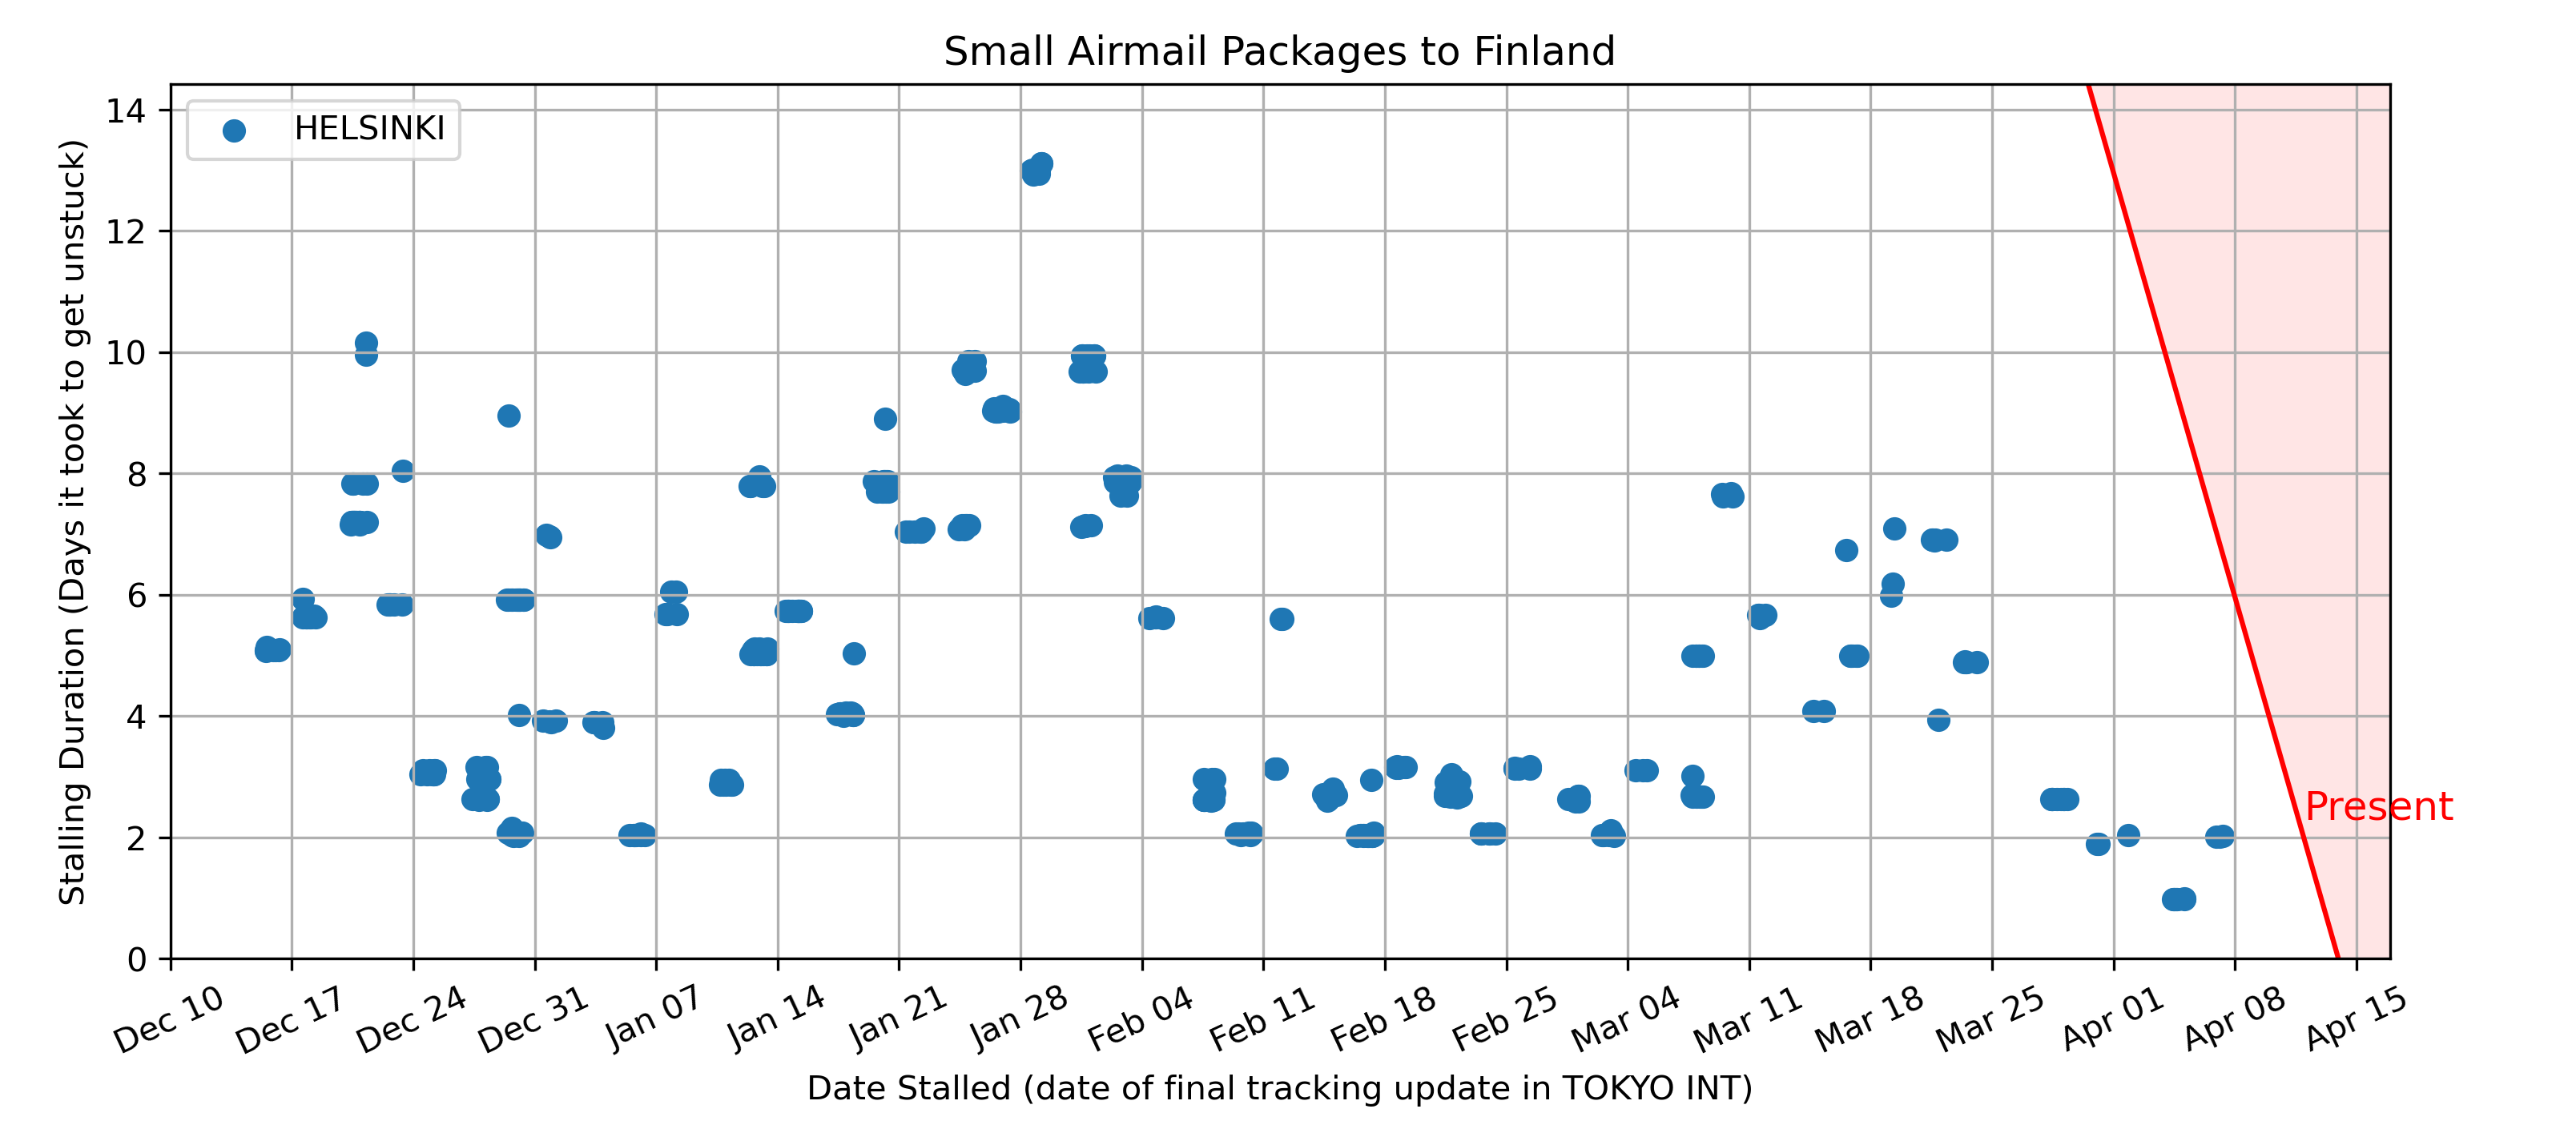 Small Airmail Packages to Finland
HELSINKI
Stalling Duration (Days it took to get unstuck)
14
12
10
8
6
4
2
0
Present
Dec 10 Dec 17 Dec 24 Dec 31 Jan 07 Jan 14 Jan 21 Jan 28 Feb 04 Feb 11 Feb 18 Feb 25 Mar 04 Mar 11 Mar 18 Mar 25 Apr 01 Apr 08 Apr 15
Date Stalled (date of final tracking update in TOKYO INT)